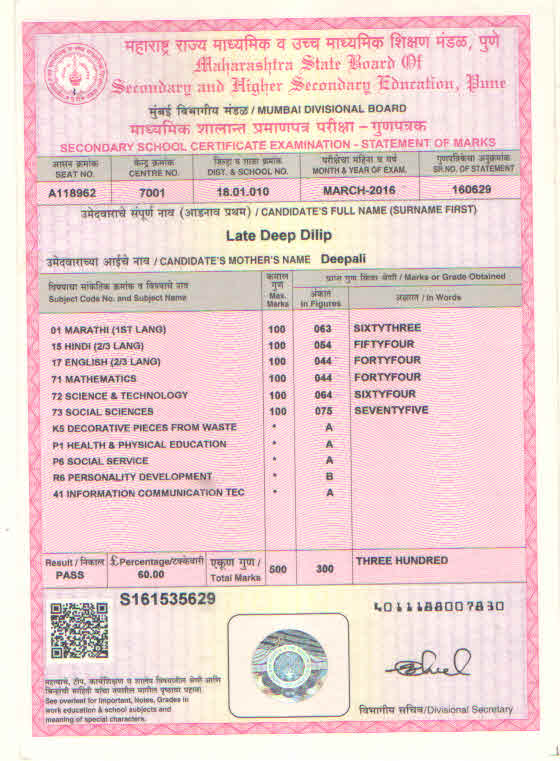 महाराष्ट्र राज्य माध्यमिक व उच्च माध्यमिक शिक्षण मंडळ, पुणे
Maharashtra State Board Of
Secondary and Higher Secondary Education, Pune
मुंबई विभागीय मंडळ / MUMBAI DIVISIONAL BOARD
माध्यमिक शालान्त प्रमाणपत्र परीक्षा – गुणपत्रक
SECONDARY SCHOOL CERTIFICATE EXAMINATION - STATEMENT OF MARKS
आसन क्रमांक केन्द्र क्रमांक जिल्हा व शाळा क्रमांक परीक्षेचा महिना व वर्ष गुणपत्रिकेचा अनुक्रमांक
SEAT NO. CENTRE NO. DIST. & SCHOOL NO. MONTH & YEAR OF EXAM. SR.NO. OF STATEMENT
A118962 7001 18.01.010 MARCH-2016 160629
उमेदवाराचे संपूर्ण नाव (आडनाव प्रथम) / CANDIDATE'S FULL NAME (SURNAME FIRST)
Late Deep Dilip
उमेदवाराच्या आईचे नाव / CANDIDATE'S MOTHER'S NAME Deepali
विषयाचा सांकेतिक क्रमांक व विषयाचे नाव
Subject Code No. and Subject Name
कमाल
गुण
Max.
Marks
प्राप्त गुण किंवा श्रेणी / Marks or Grade Obtained
अंकात
In Figures
अक्षरात / In Words
01 MARATHI (1ST LANG) 100 063 SIXTYTHREE
15 HINDI (2/3 LANG) 100 054 FIFTYFOUR
17 ENGLISH (2/3 LANG) 100 044 FORTYFOUR
71 MATHEMATICS 100 044 FORTYFOUR
72 SCIENCE & TECHNOLOGY 100 064 SIXTYFOUR
73 SOCIAL SCIENCES 100 075 SEVENTYFIVE
K5 DECORATIVE PIECES FROM WASTE * A
P1 HEALTH & PHYSICAL EDUCATION * A
P6 SOCIAL SERVICE * A
R6 PERSONALITY DEVELOPMENT * B
41 INFORMATION COMMUNICATION TEC * A
Result / निकाल
PASS
£.Percentage/टक्केवारी
60.00
एकूण गुण /
Total Marks
500 300 THREE HUNDRED
S161535629
4011188007830
See overleaf for Important, Notes, Grades in
work education & school subjects and
meaning of special characters.
विभागीय सचिव/Divisional Secretary